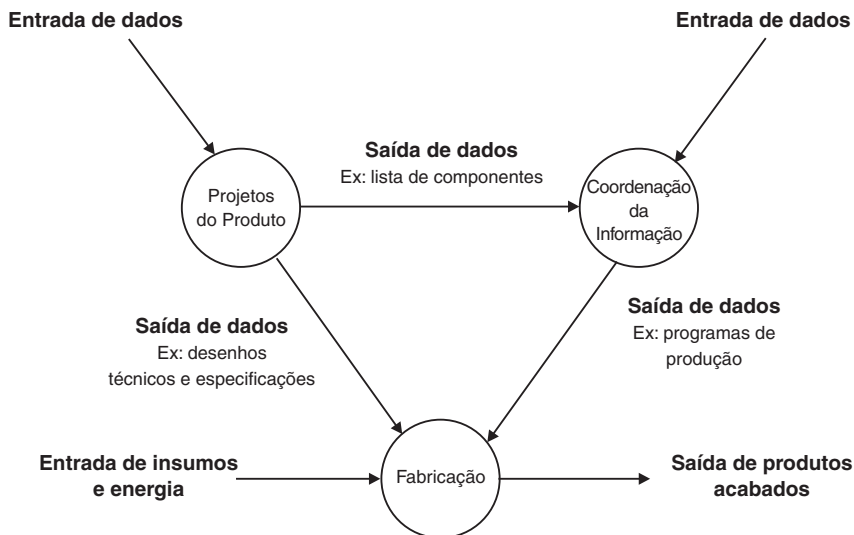 Entrada de dados
Entrada de dados
Saída de dados
Ex: lista de componentes
Projetos
do Produto
Coordenação
da
Informação
Saída de dados
Ex: desenhos
técnicos e especificações
Saída de dados
Ex: programas de
produção
Entrada de insumos
e energia
Fabricação
Saída de produtos
acabados